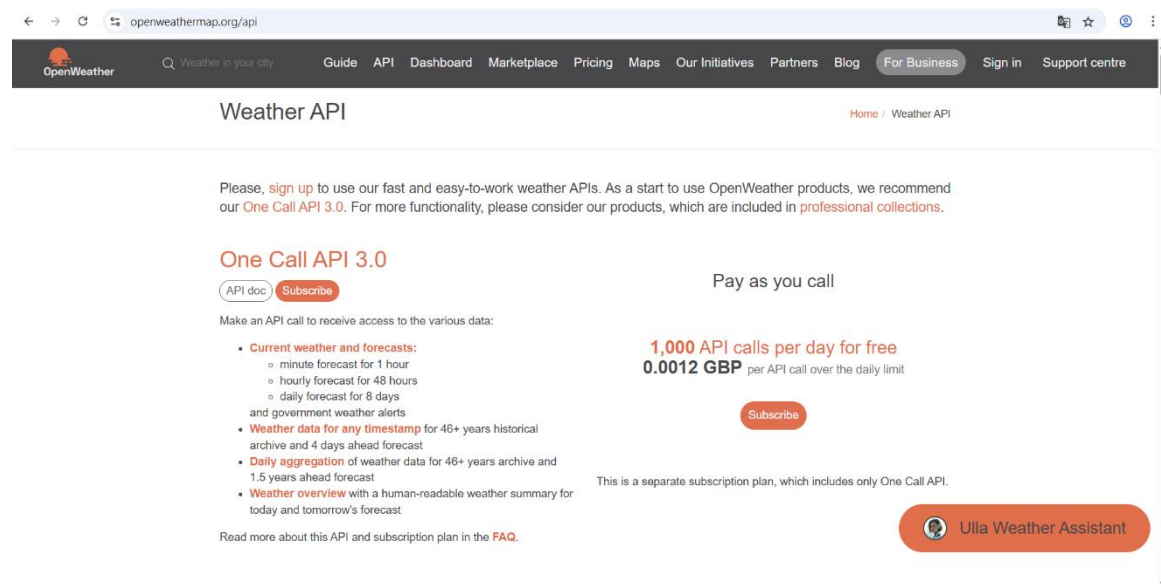 openweathermap.org/api
OpenWeather
Weather in your city
Guide API Dashboard Marketplace Pricing Maps Our Initiatives Partners Blog For Business Sign in Support centre
Weather API
Home / Weather API
Please, sign up to use our fast and easy-to-work weather APIs. As a start to use OpenWeather products, we recommend
our One Call API 3.0. For more functionality, please consider our products, which are included in professional collections.
One Call API 3.0
API doc Subscribe
Make an API call to receive access to the various data:
Current weather and forecasts:
minute forecast for 1 hour
hourly forecast for 48 hours
daily forecast for 8 days
and government weather alerts
Weather data for any timestamp for 46+ years historical
archive and 4 days ahead forecast
Daily aggregation of weather data for 46+ years archive and
1.5 years ahead forecast
Weather overview with a human-readable weather summary for
today and tomorrow's forecast
Read more about this API and subscription plan in the FAQ.
Pay as you call
1,000 API calls per day for free
0.0012 GBP per API call over the daily limit
Subscribe
This is a separate subscription plan, which includes only One Call API.
Ulla Weather Assistant